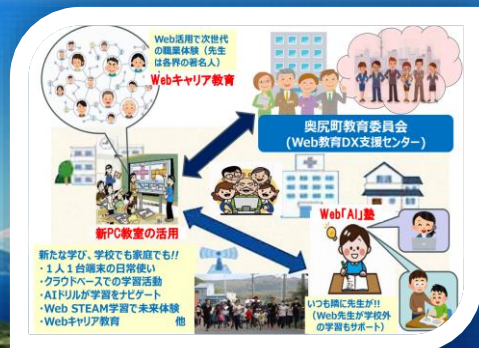 Web活用で次世代
の職業体験（先生
は各界の著名人）
Webキャリア教育
奥尻町教育委員会
(Web教育DX支援センター)
新PC教室の活用
Web「AI」塾
新たな学び、学校でも家庭でも!!
・１人１台端末の日常使い
・クラウドベースでの学習活動
・AIドリルが学習をナビゲート
・Web STEAM学習で未来体験
・Webキャリア教育　　　他
いつも隣に先生が!!
（Web先生が学校外
の学習もサポート）